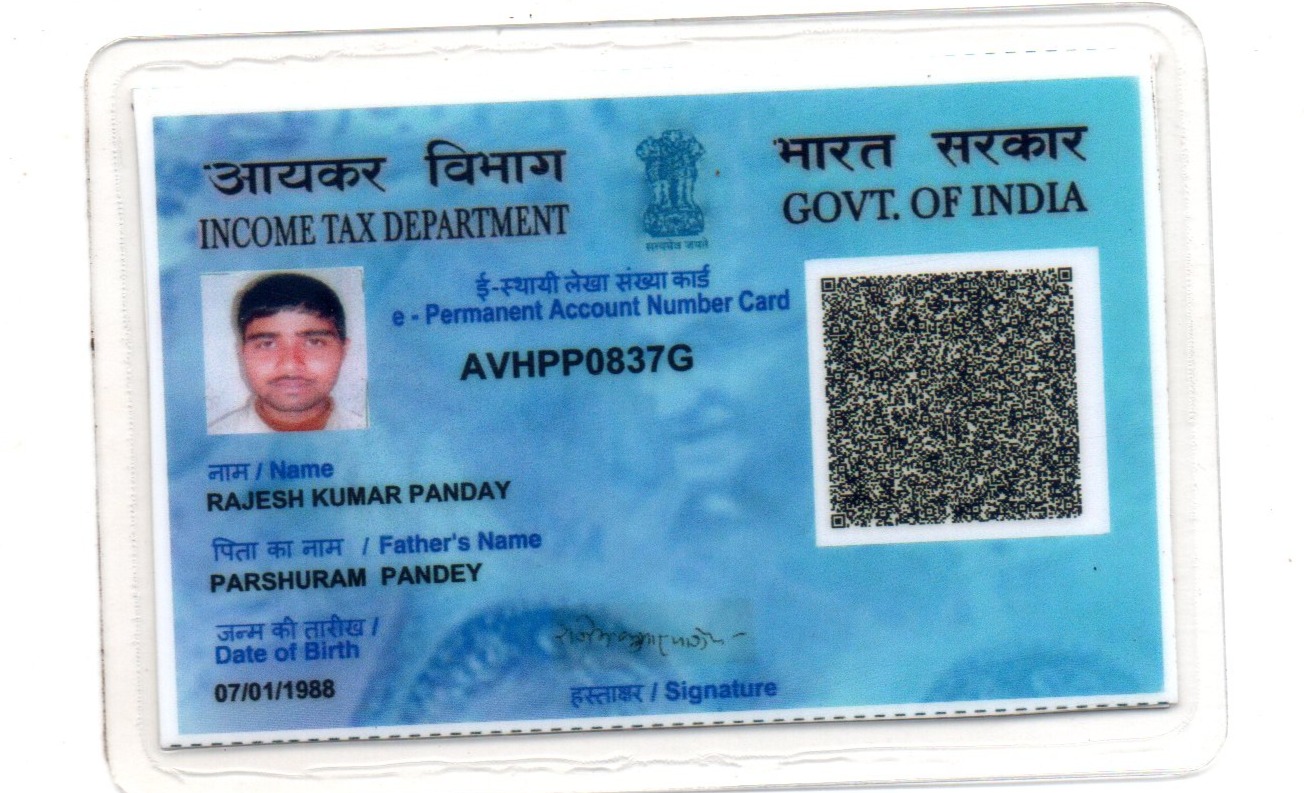 आयकर विभाग
INCOME TAX DEPARTMENT
सत्यमेव जयते
भारत सरकार
GOVT. OF INDIA
ई-स्थायी लेखा संख्या कार्ड
e - Permanent Account Number Card
AVHPP0837G
नाम / Name
RAJESH KUMAR PANDAY
पिता का नाम / Father's Name
PARSHURAM PANDEY
जन्म की तारीख /
Date of Birth
07/01/1988
हस्ताक्षर / Signature